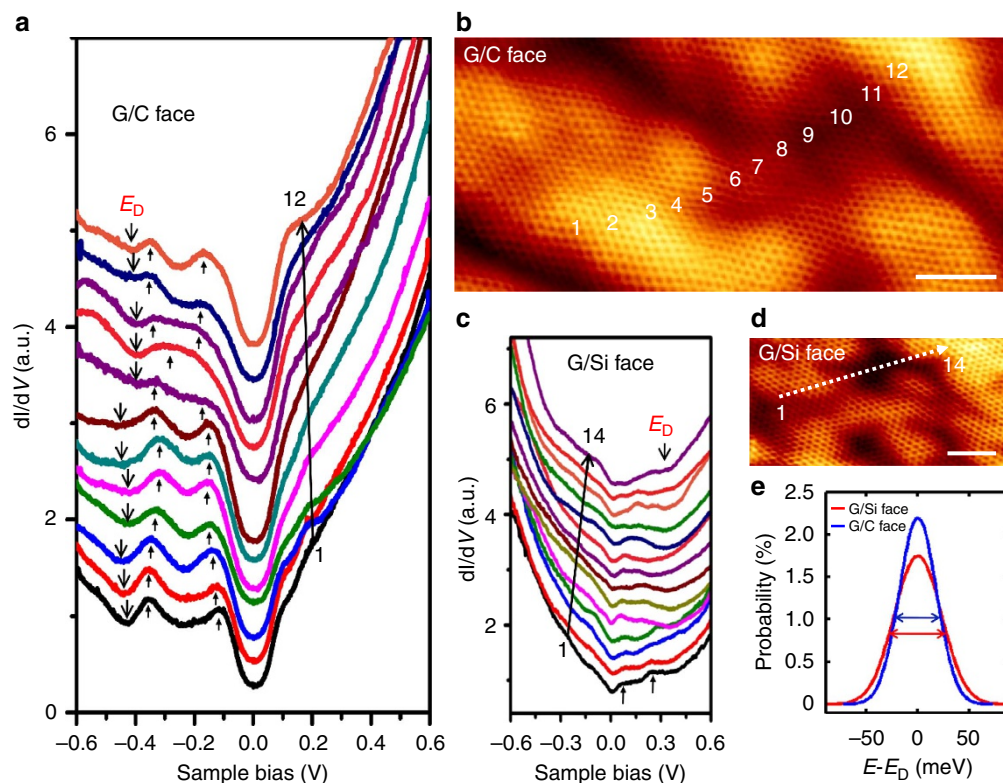 a
G/C face
E_D
12
1
dI/dV (a.u.)
0
2
4
6
–0.6 –0.4 –0.2 0.0 0.2 0.4 0.6
Sample bias (V)
b
G/C face
1 2 3 4 5 6 7 8 9 10 11 12
c
G/Si face
E_D
14
1
dI/dV (a.u.)
2
4
6
–0.6 –0.3 0.0 0.3 0.6
Sample bias (V)
d
G/Si face
1
14
e
G/Si face
G/C face
Probability (%)
2.5
2.0
1.5
1.0
0.5
0.0
–50 0 50
E-E_D (meV)